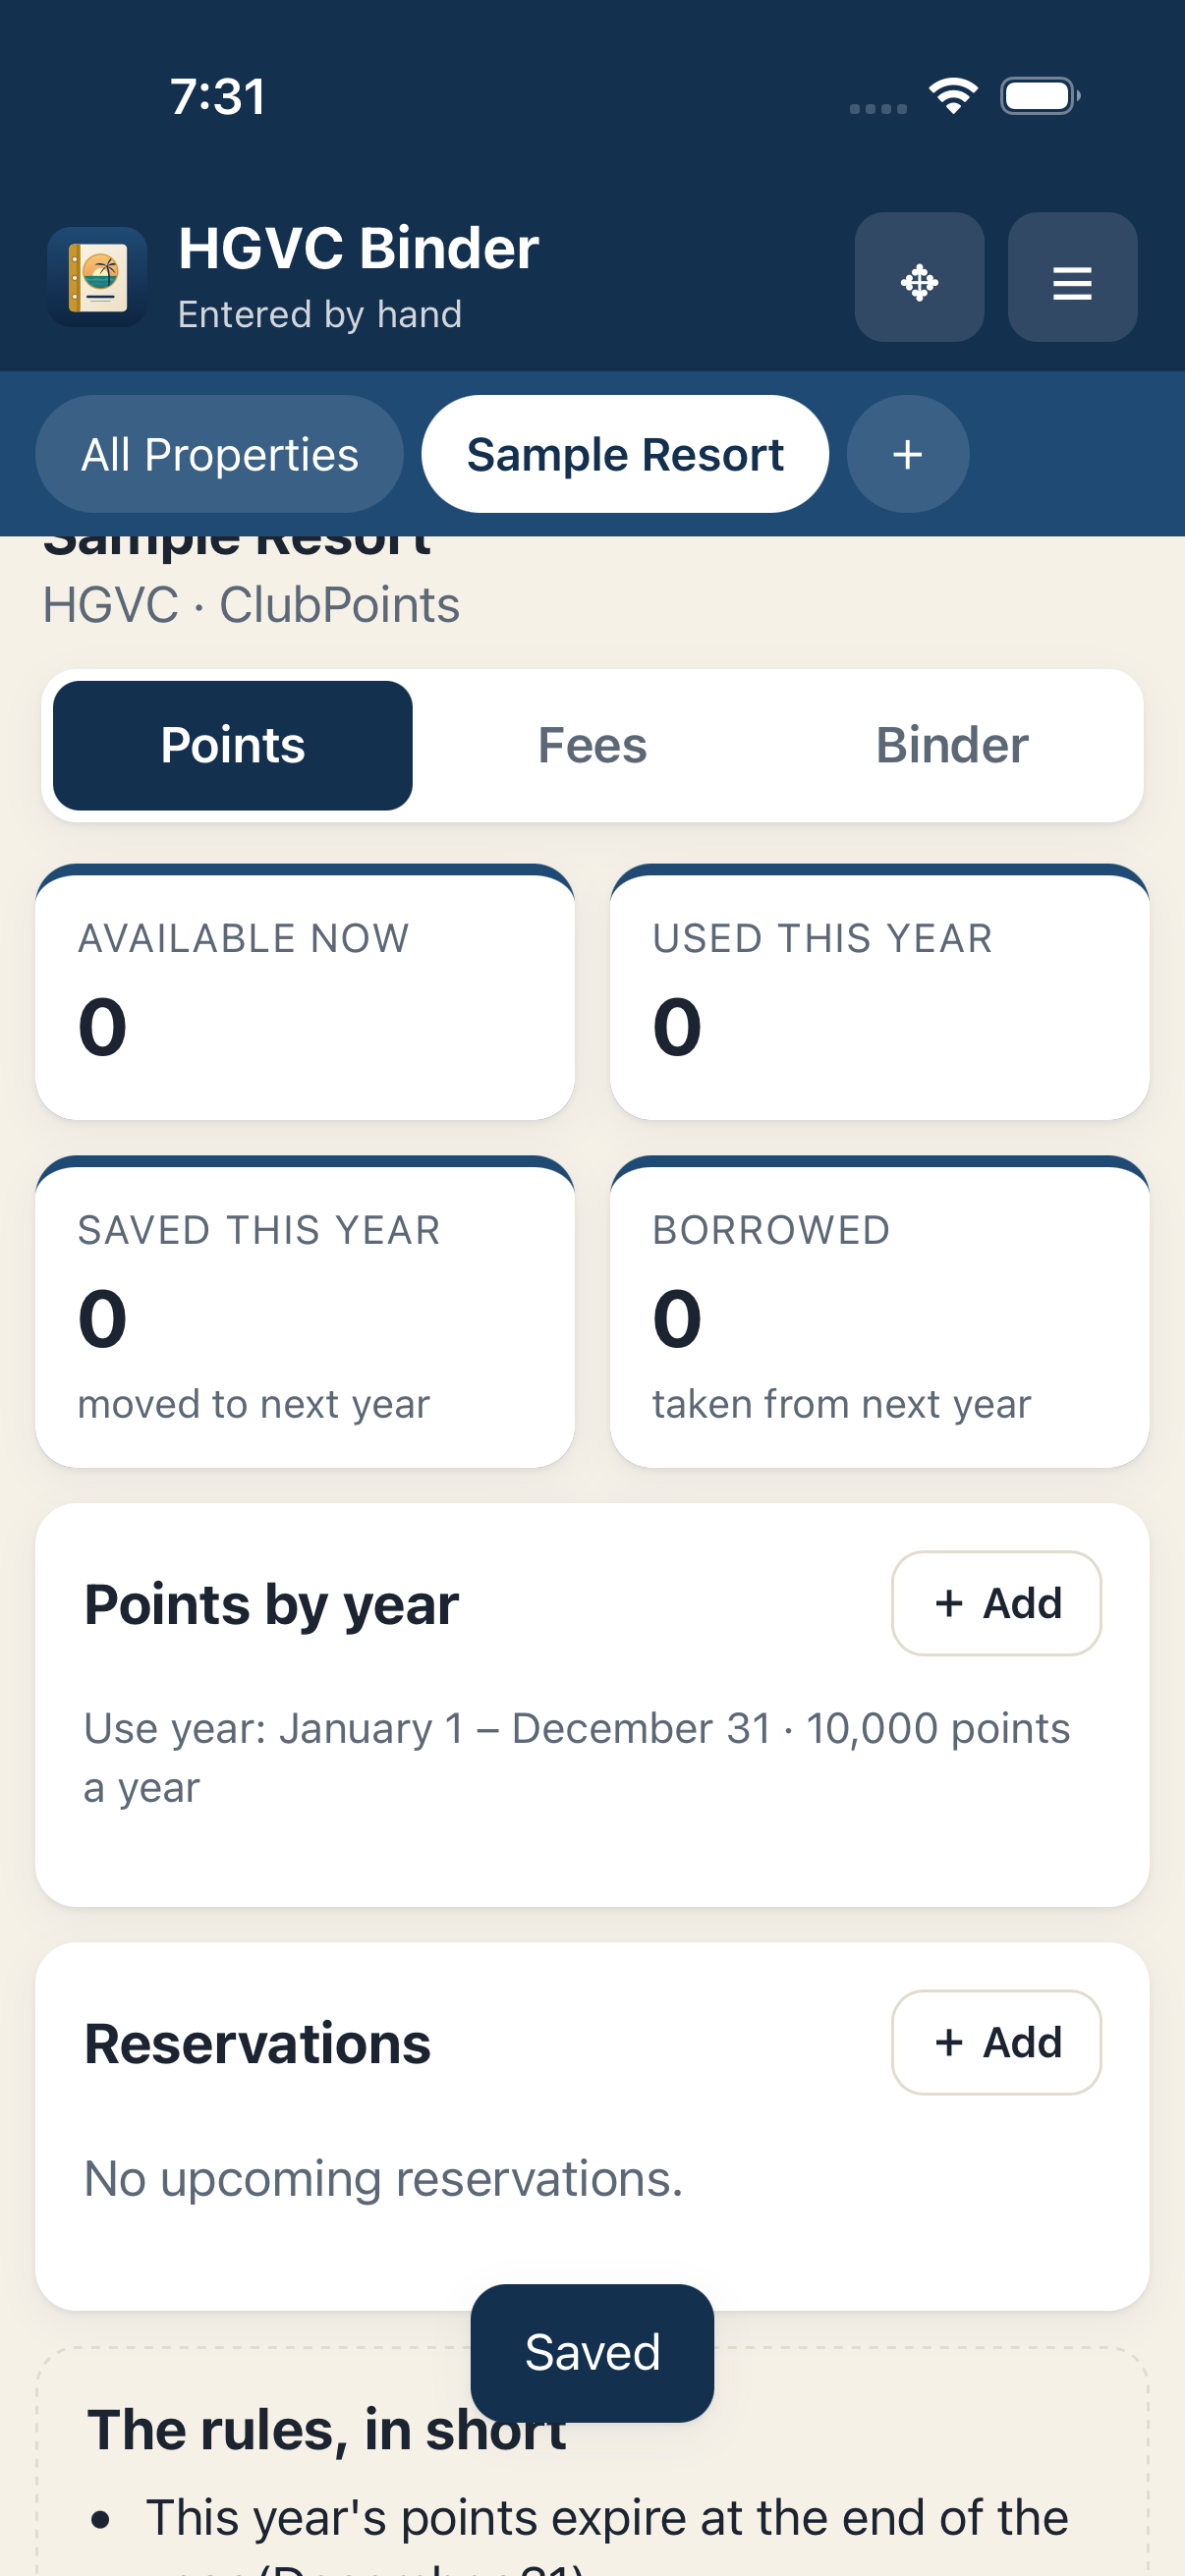 7:31
HGVC Binder
Entered by hand
All Properties
Sample Resort
+
Sample Resort
HGVC · ClubPoints
Points
Fees
Binder
AVAILABLE NOW
0
USED THIS YEAR
0
SAVED THIS YEAR
0
moved to next year
BORROWED
0
taken from next year
Points by year
+ Add
Use year: January 1 – December 31 · 10,000 points
a year
Reservations
+ Add
No upcoming reservations.
Saved
The rules, in short
• This year's points expire at the end of the